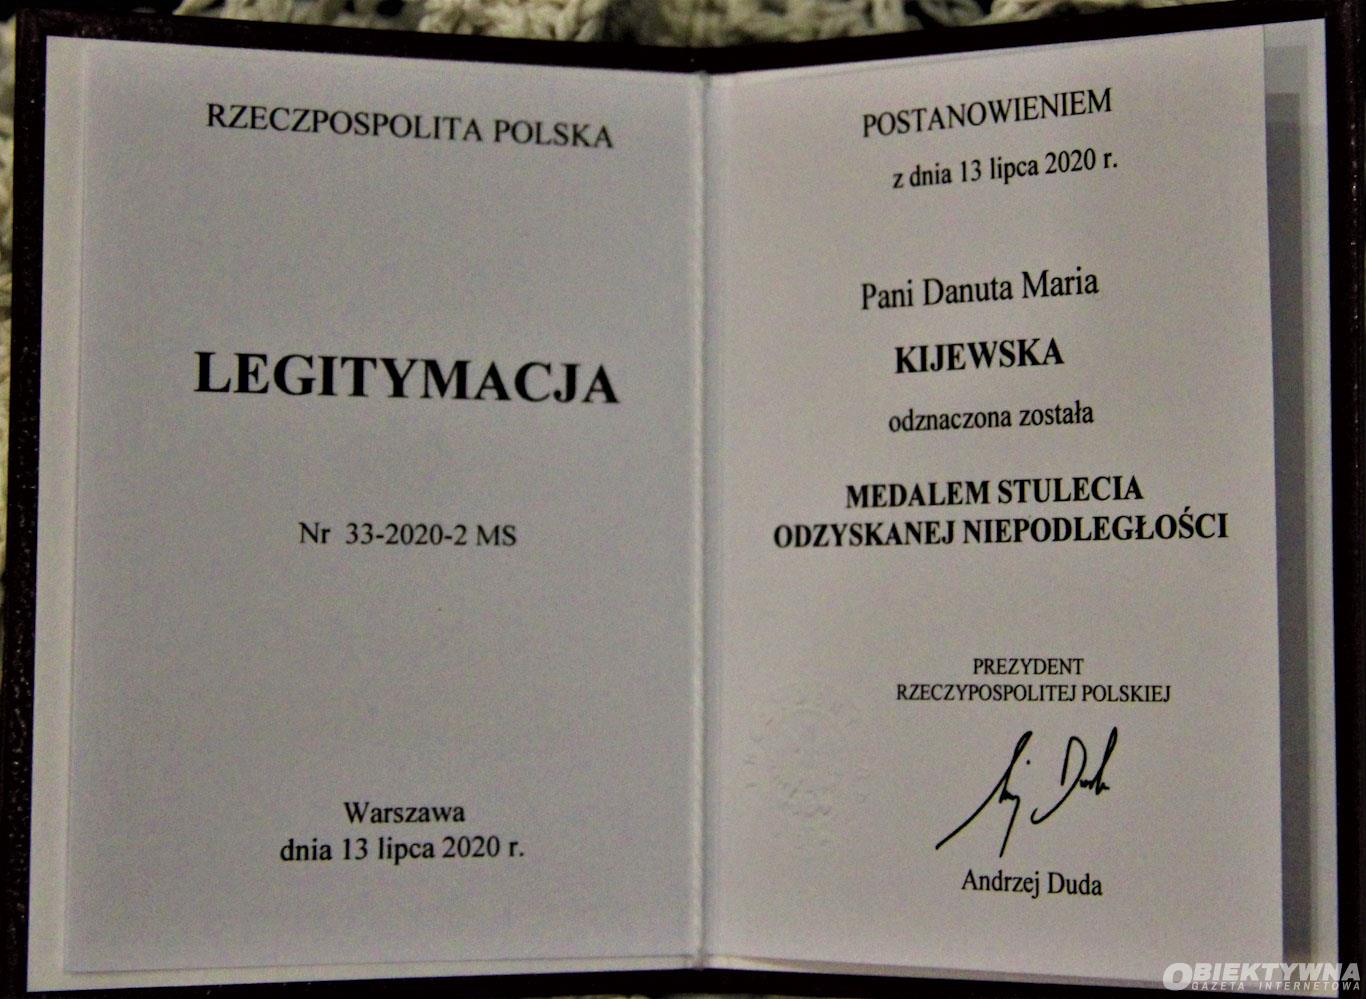 RZECZPOSPOLITA POLSKA
LEGITYMACJA
Nr 33-2020-2 MS
Warszawa
dnia 13 lipca 2020 r.
POSTANOWIENIEM
z dnia 13 lipca 2020 r.
Pani Danuta Maria
KIJEWSKA
odznaczona została
MEDALEM STULECIA
ODZYSKANEJ NIEPODLEGŁOŚCI
PREZYDENT
RZECZYPOSPOLITEJ POLSKIEJ
Andrzej Duda
OBIEKTYWNA
GAZETA INTERNETOWA